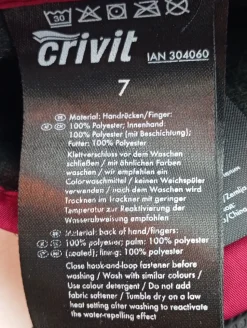 30
crivit
IAN 304060
7
Material: Handrücken/Finger:
100% Polyester; Innenhand:
100% Polyester (mit Beschichtung);
Futter: 100% Polyester
Klettverschluss vor dem Waschen
schließen / mit ähnlichen Farben
waschen / wir empfehlen ein
Colorwaschmittel / keinen Weichspüler
verwenden / nach dem Waschen wird
Trocknen im Trockner mit geringer
Temperatur zur Reaktivierung der
Wasserabweisung empfohlen
Material: back of hand/fingers:
100% polyester; palm: 100% polyester
(coated); lining: 100% polyester
Close hook-and-loop fastener before
washing / Wash with similar colours /
Use colour detergent / Do not add
fabric softener / Tumble dry on a low
heat setting after washing to reactivate
the water-repelling effect